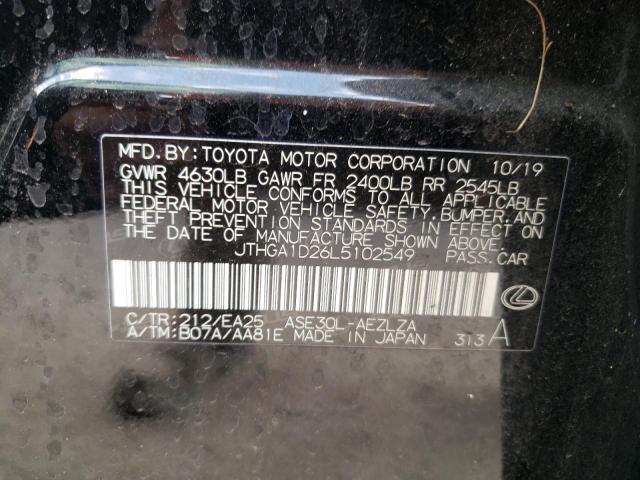 MFD. BY: TOYOTA MOTOR CORPORATION 10/19
GVWR 4630LB GAWR FR 2400LB RR 2545LB
THIS VEHICLE CONFORMS TO ALL APPLICABLE
FEDERAL MOTOR VEHICLE SAFETY, BUMPER, AND
THEFT PREVENTION STANDARDS IN EFFECT ON
THE DATE OF MANUFACTURE SHOWN ABOVE.
JTHGA1D26L5102549 PASS. CAR
C/TR: 212/EA25 ASE30L-AEZLZA
A/TM: B07A/AA81E MADE IN JAPAN 313 A